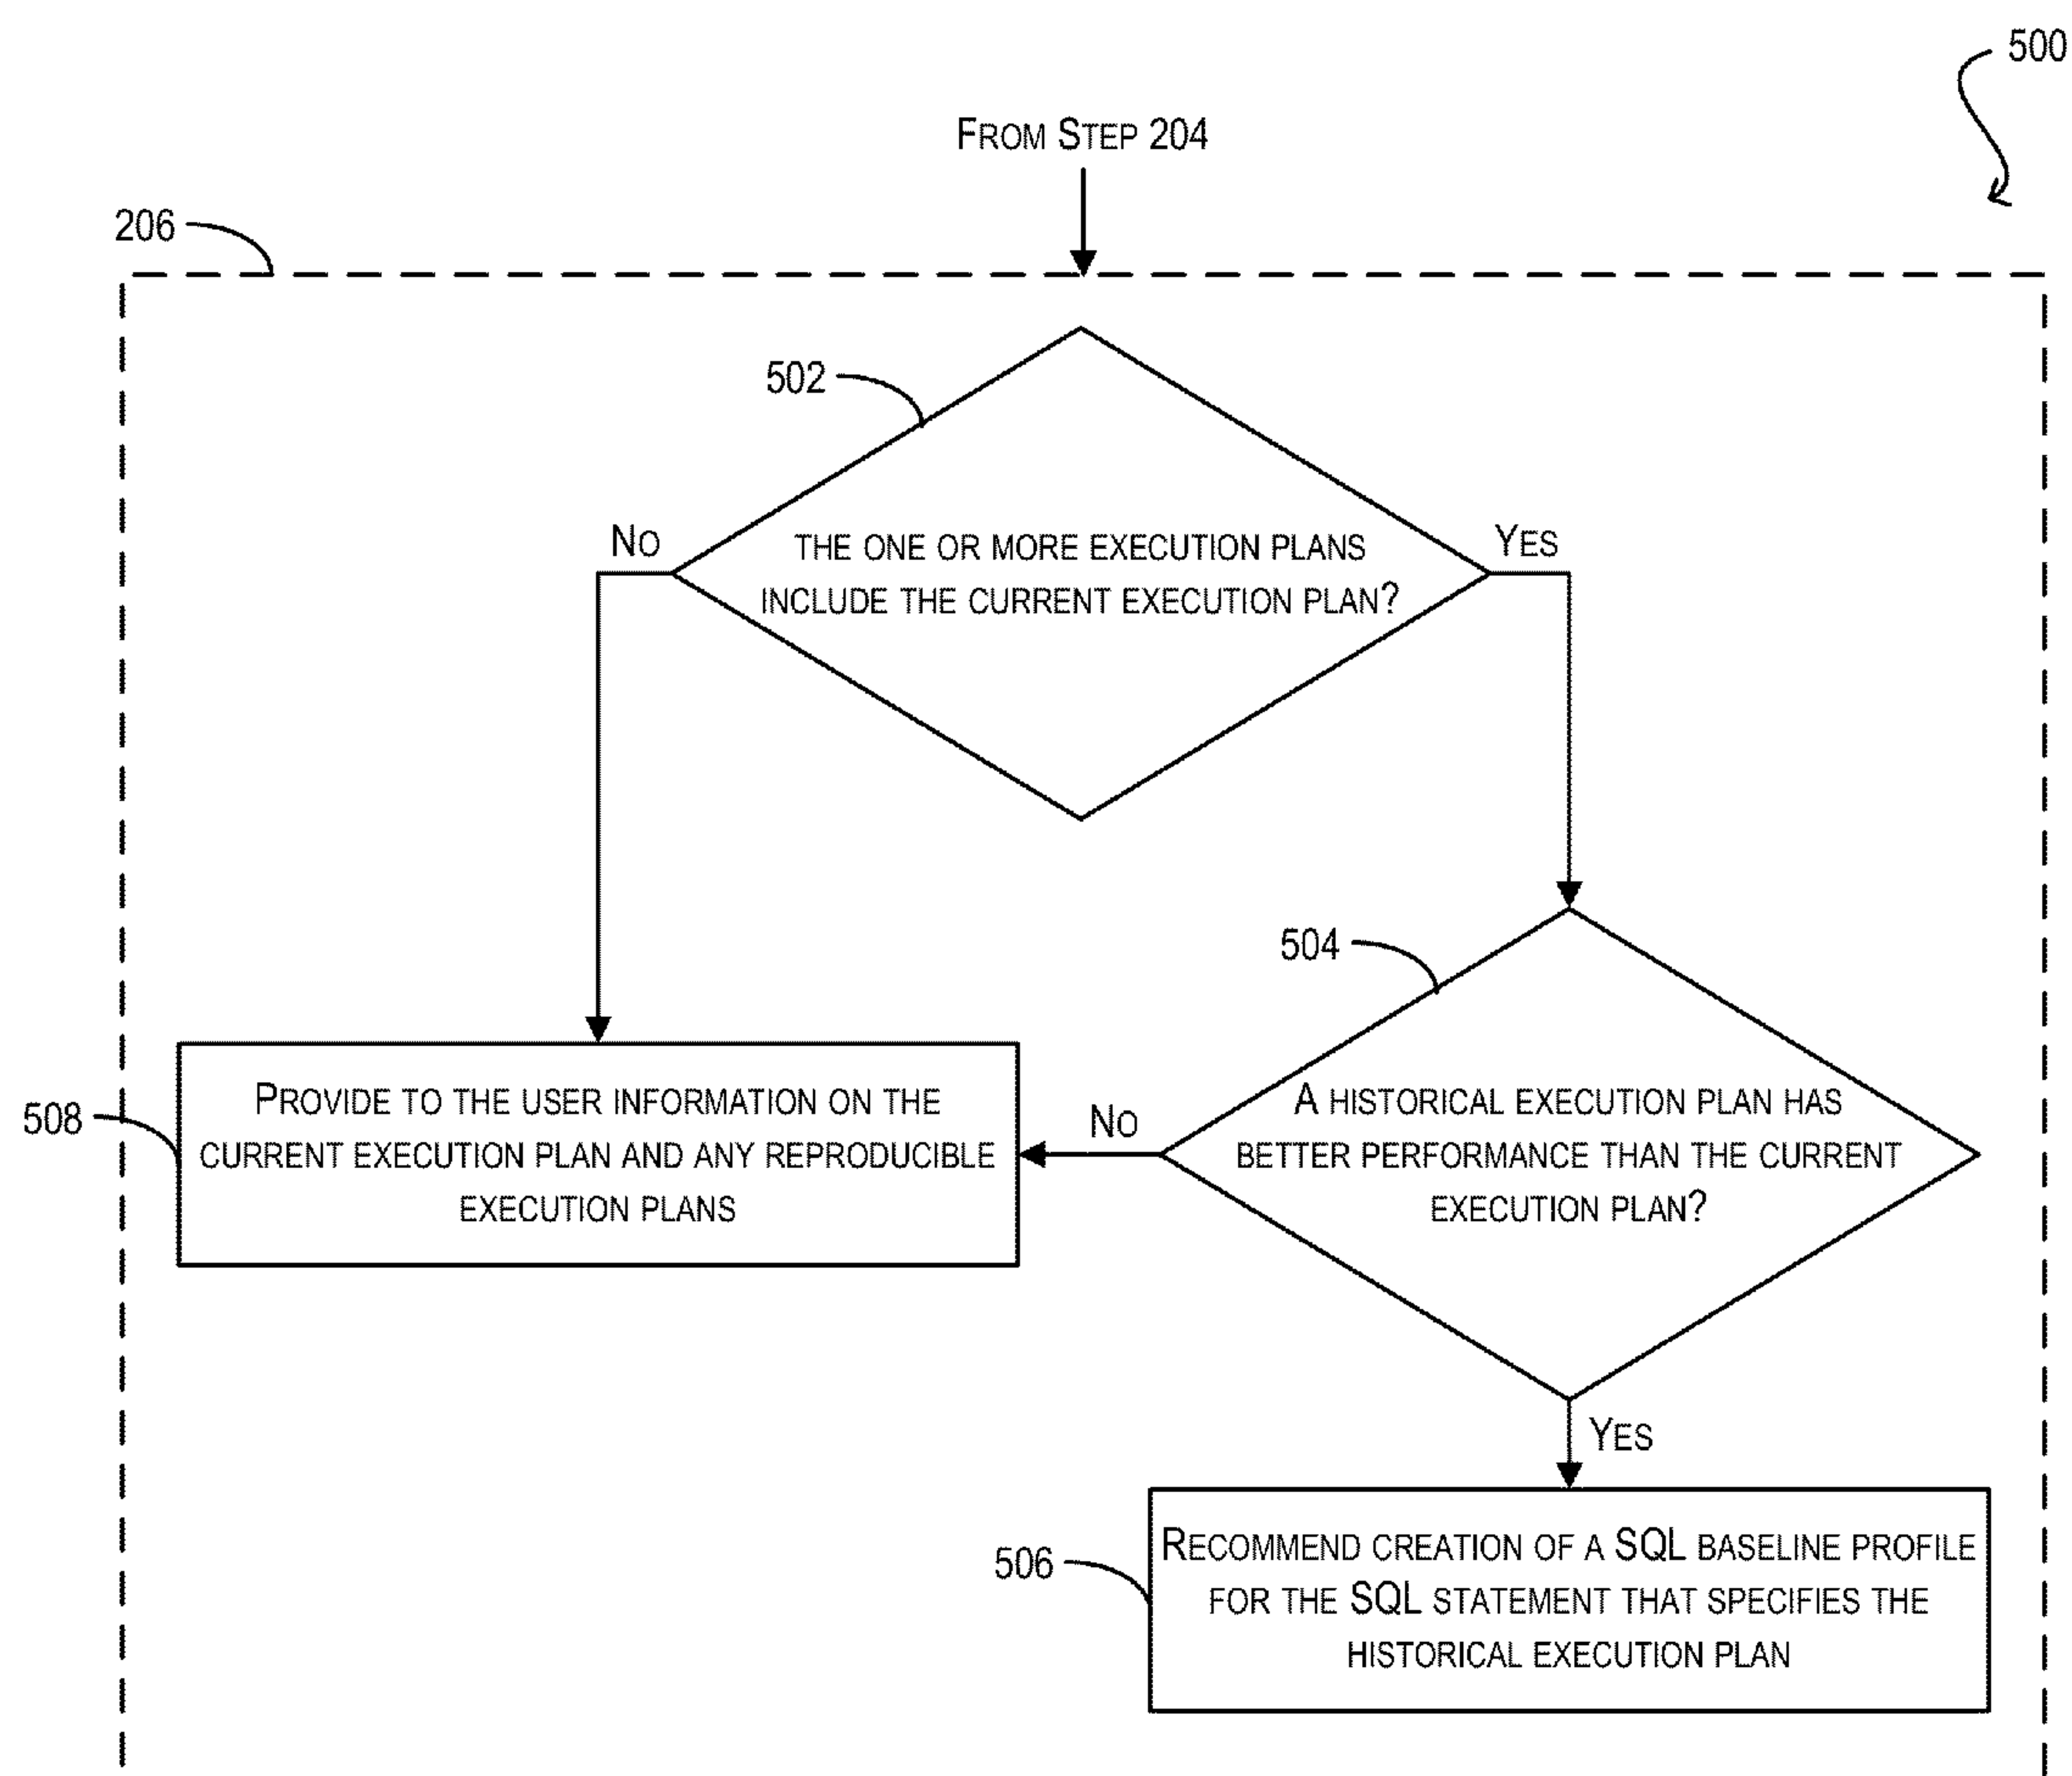 500
From Step 204
206
502
No
the one or more execution plans
include the current execution plan?
Yes
504
508
Provide to the user information on the
current execution plan and any reproducible
execution plans
No
A historical execution plan has
better performance than the current
execution plan?
Yes
506
Recommend creation of a SQL baseline profile
for the SQL statement that specifies the
historical execution plan